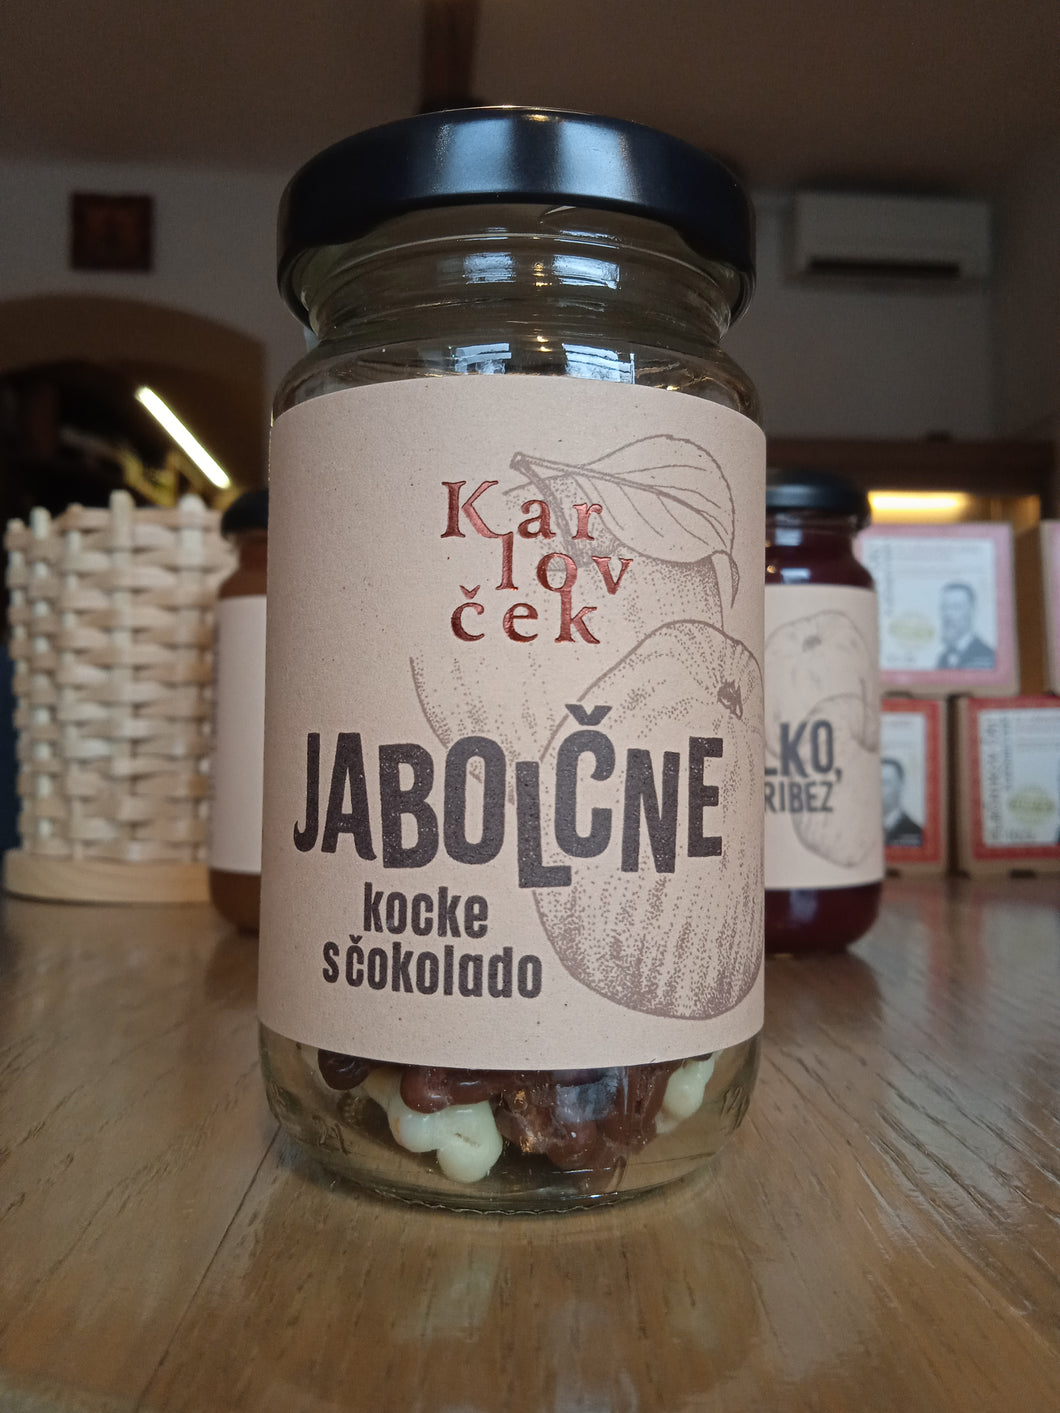 Kar
lov
ček
JABOLČNE
kocke
s čokolado
LKO,
RIBEZ